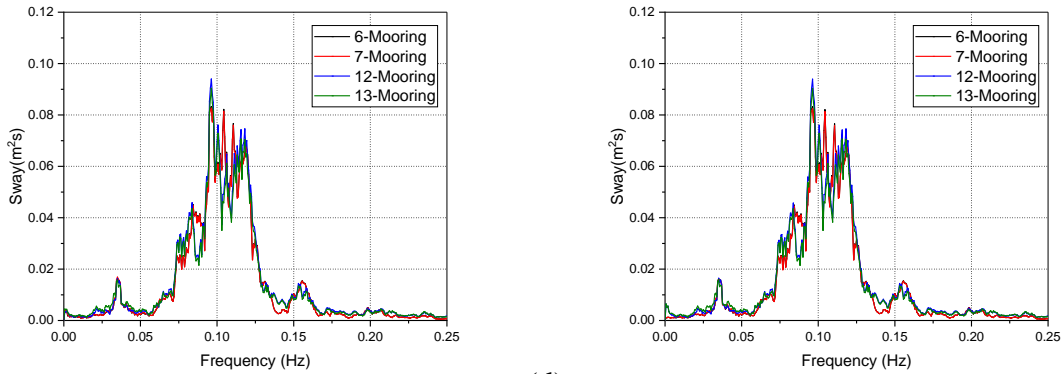 0.12
0.10
0.08
0.06
0.04
0.02
0.00
Sway(m²s)
6-Mooring
7-Mooring
12-Mooring
13-Mooring
0.00 0.05 0.10 0.15 0.20 0.25
Frequency (Hz)
0.12
0.10
0.08
0.06
0.04
0.02
0.00
Sway(m²s)
6-Mooring
7-Mooring
12-Mooring
13-Mooring
0.00 0.05 0.10 0.15 0.20 0.25
Frequency (Hz)